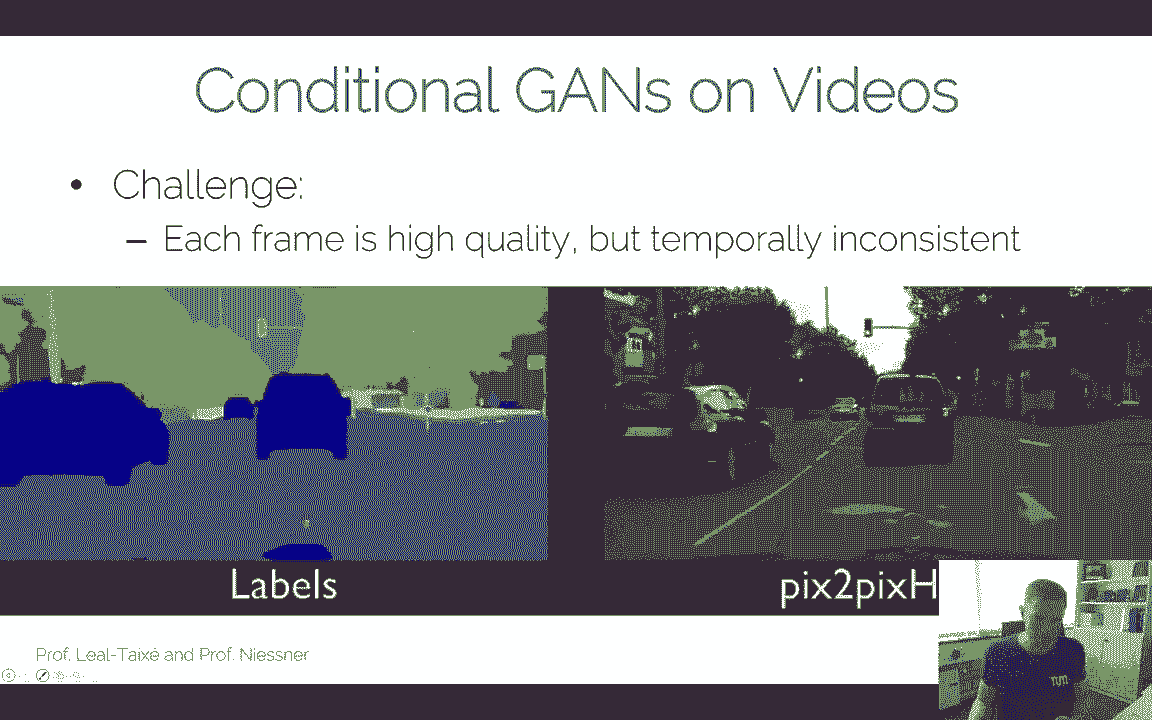 Conditional GANs on Videos
• Challenge:
– Each frame is high quality, but temporally inconsistent
Labels
pix2pixH
Prof. Leal-Taixé and Prof. Niessner
TUM